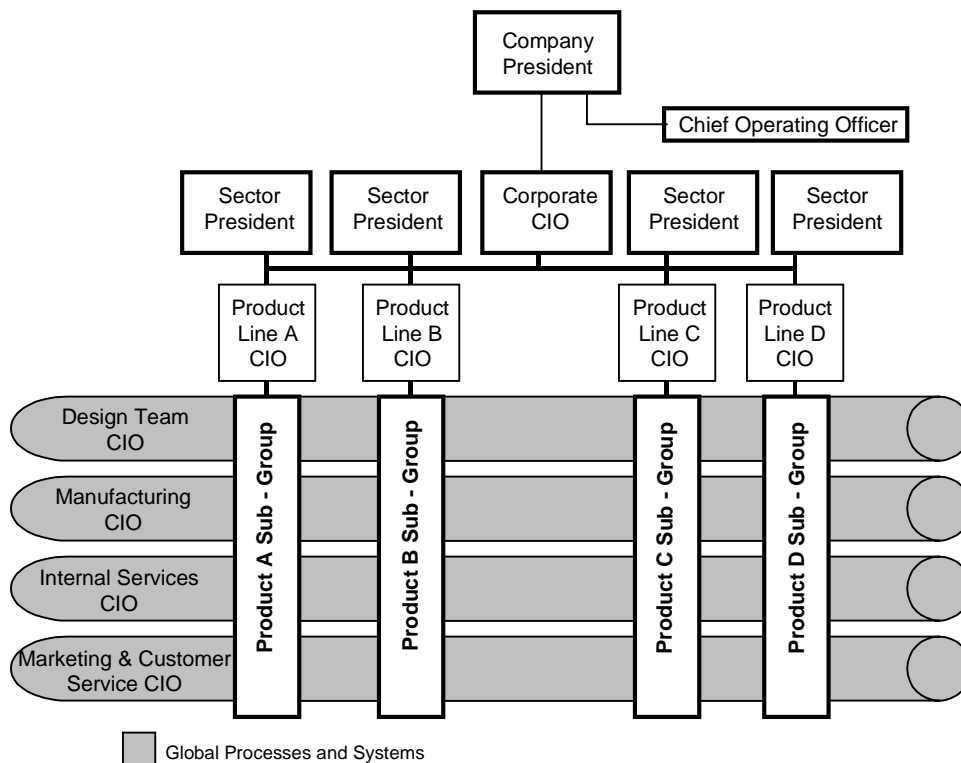 Company
President
Chief Operating Officer
Sector
President
Sector
President
Corporate
CIO
Sector
President
Sector
President
Product
Line A
CIO
Product
Line B
CIO
Product
Line C
CIO
Product
Line D
CIO
Design Team
CIO
Manufacturing
CIO
Internal Services
CIO
Marketing & Customer
Service CIO
Product A Sub - Group
Product B Sub - Group
Product C Sub - Group
Product D Sub - Group
Global Processes and Systems